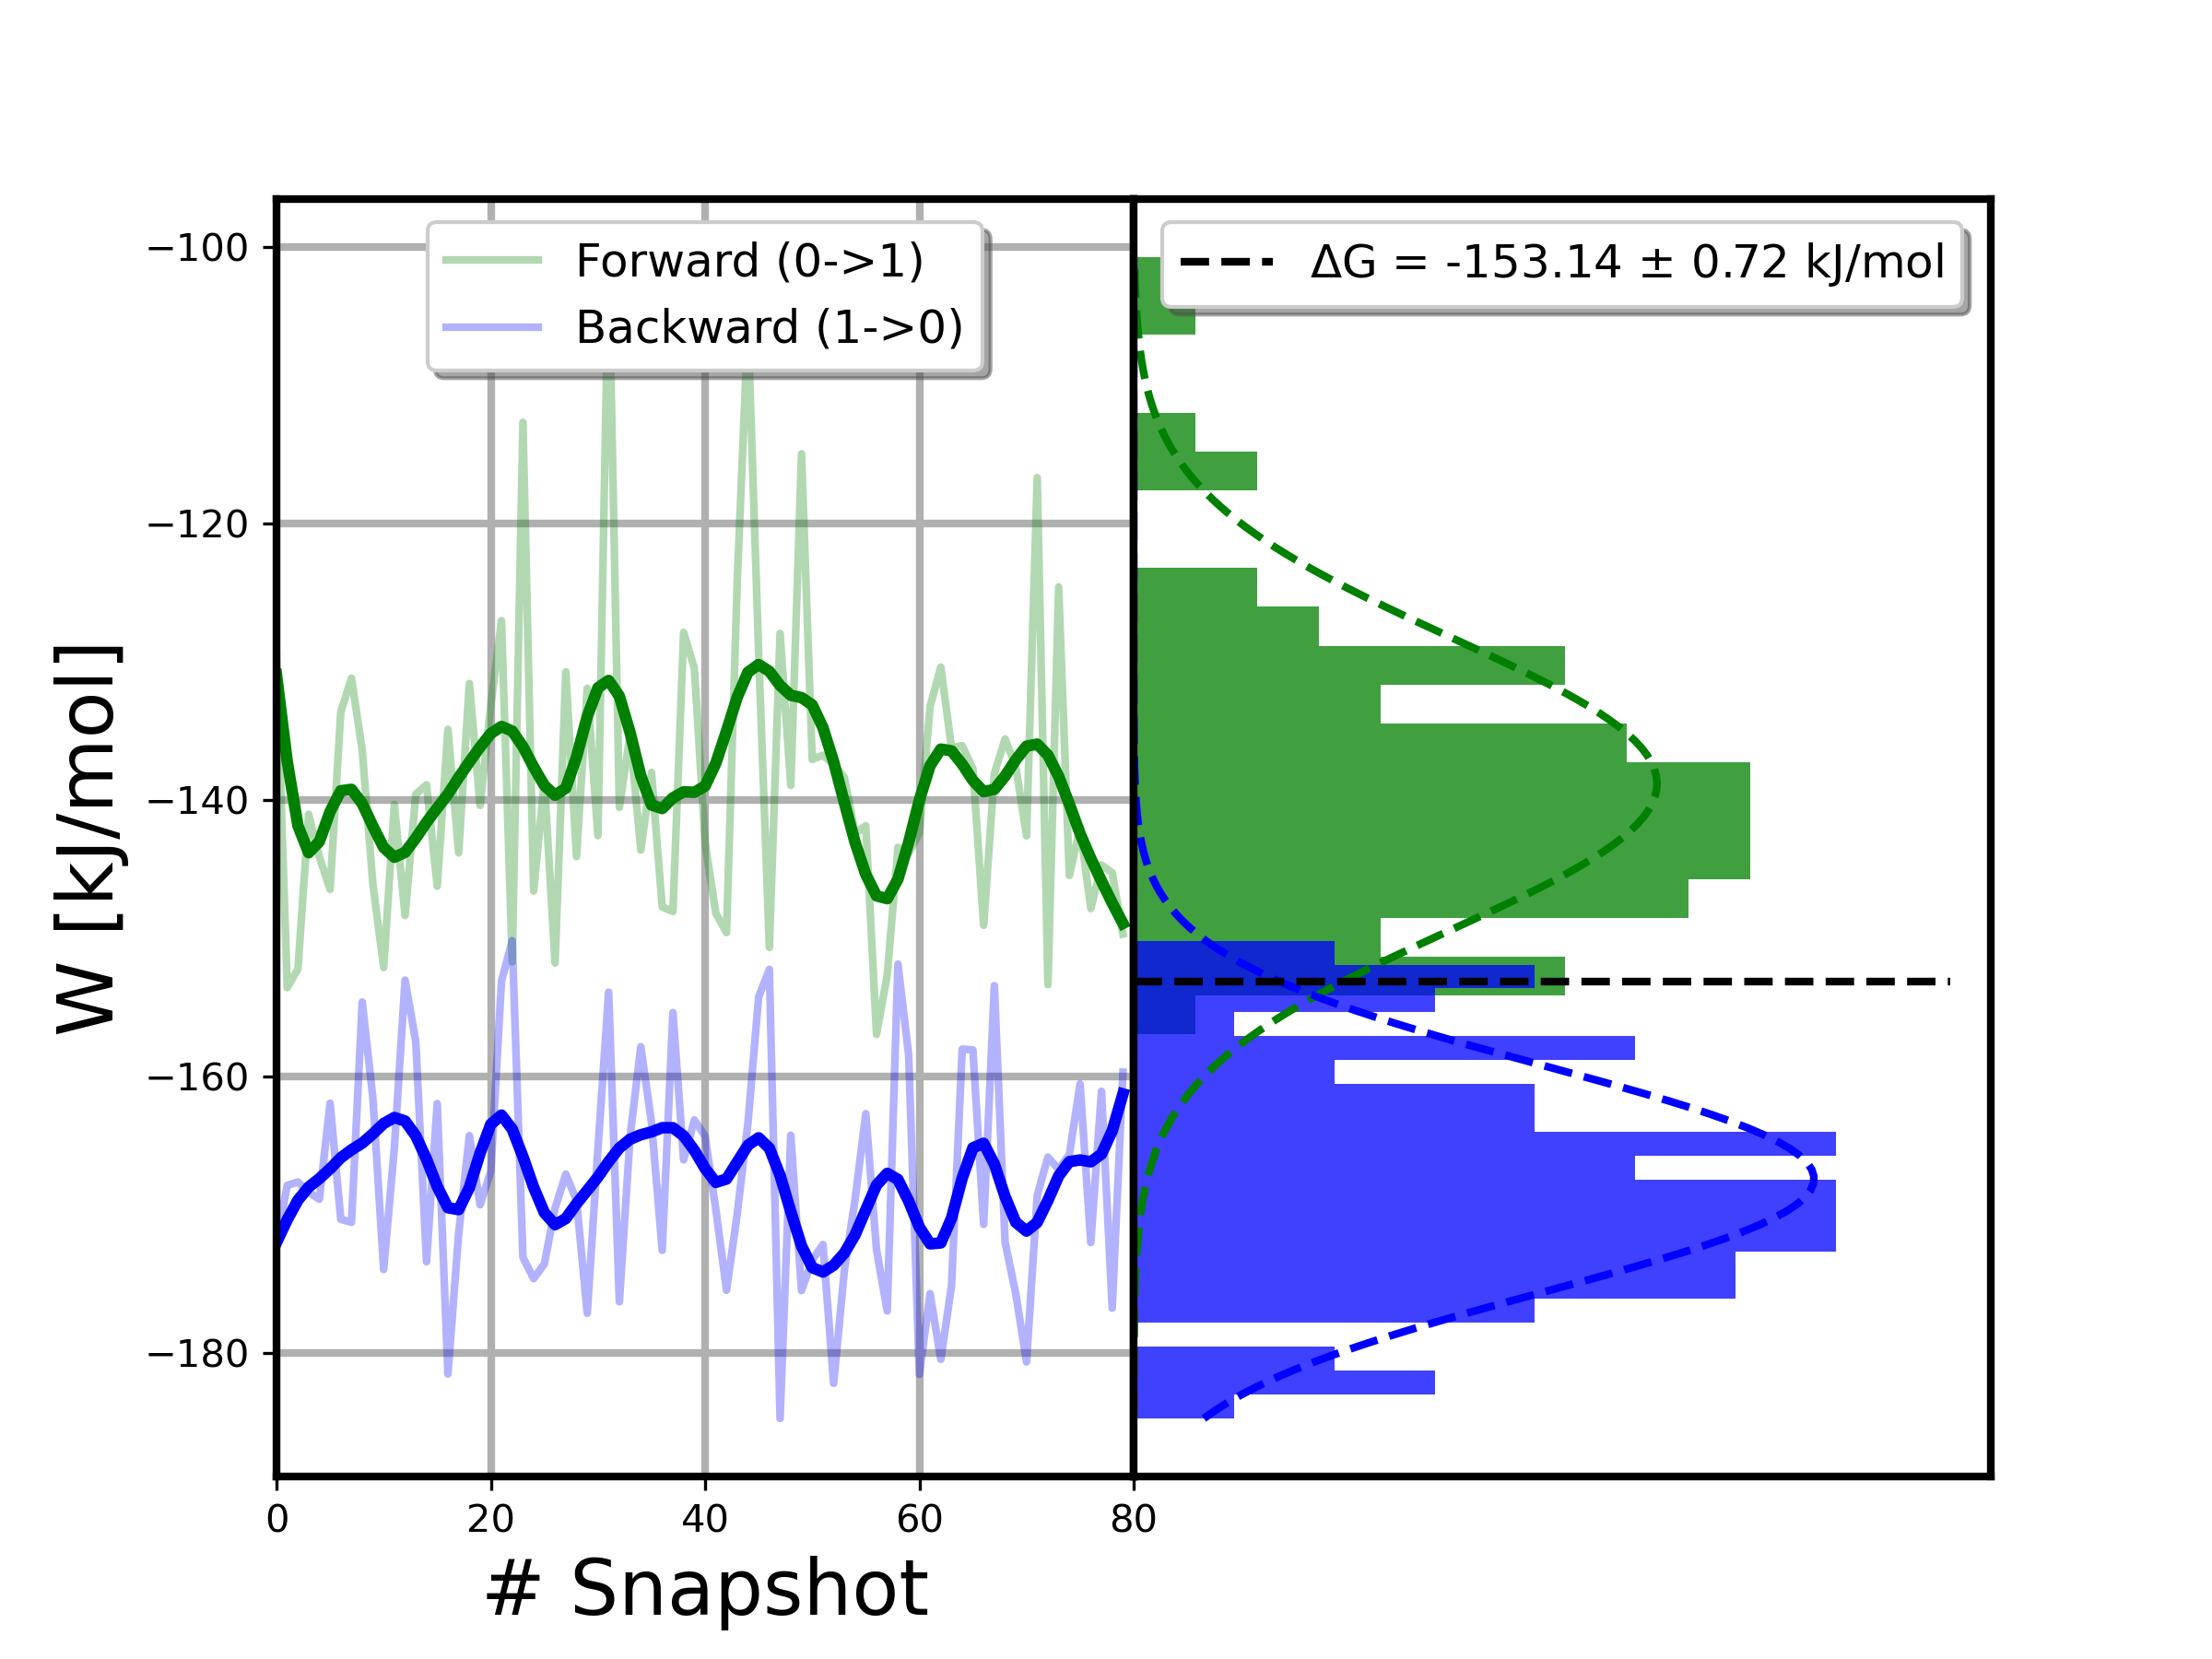 Forward (0->1)
Backward (1->0)
ΔG = -153.14 ± 0.72 kJ/mol
W [kJ/mol]
−100
−120
−140
−160
−180
0 20 40 60 80
# Snapshot